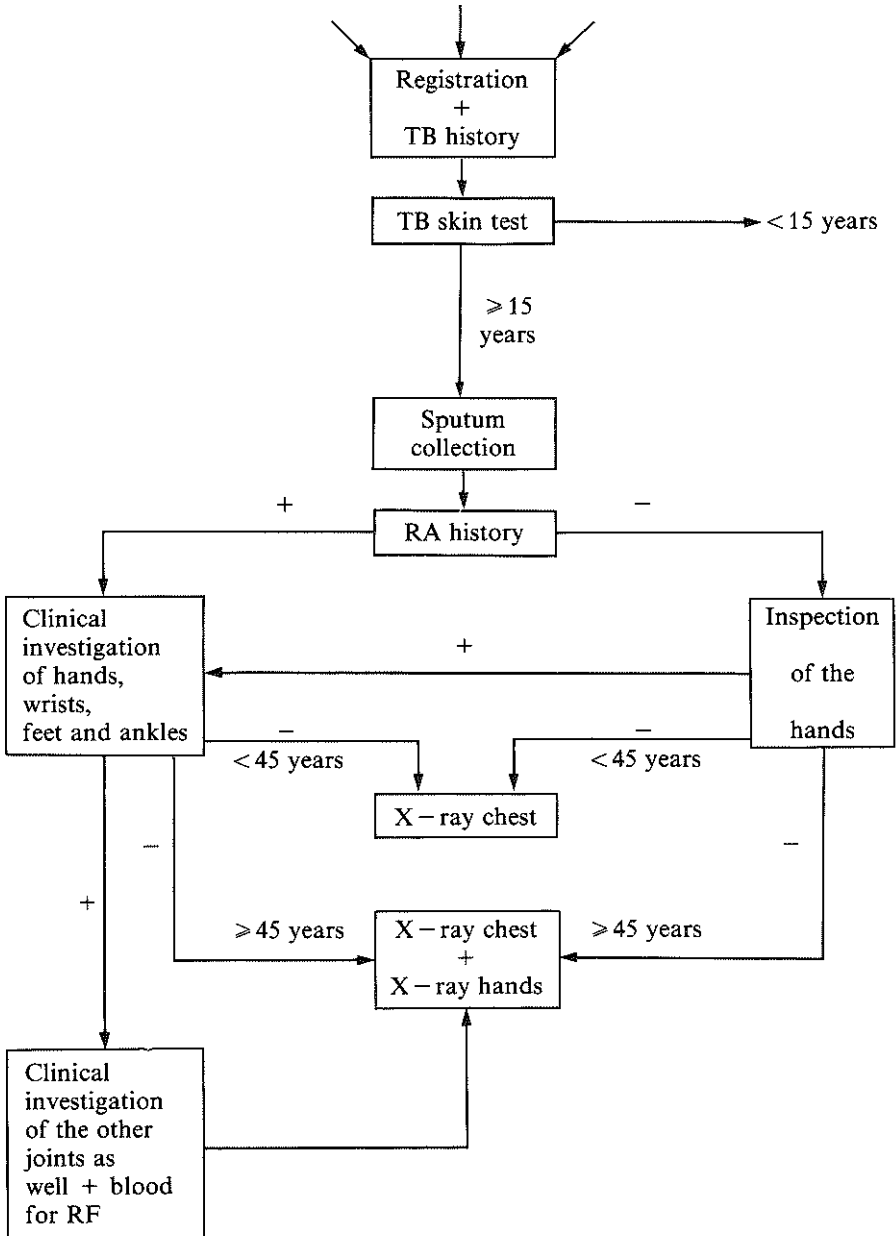 Registration
+
TB history
TB skin test
< 15 years
⩾ 15
years
Sputum
collection
+
RA history
−
Clinical
investigation
of hands,
wrists,
feet and ankles
+
Inspection
of the
hands
−
< 45 years
−
< 45 years
X − ray chest
−
−
+
⩾ 45 years
X − ray chest
+
X − ray hands
⩾ 45 years
Clinical
investigation
of the other
joints as
well + blood
for RF